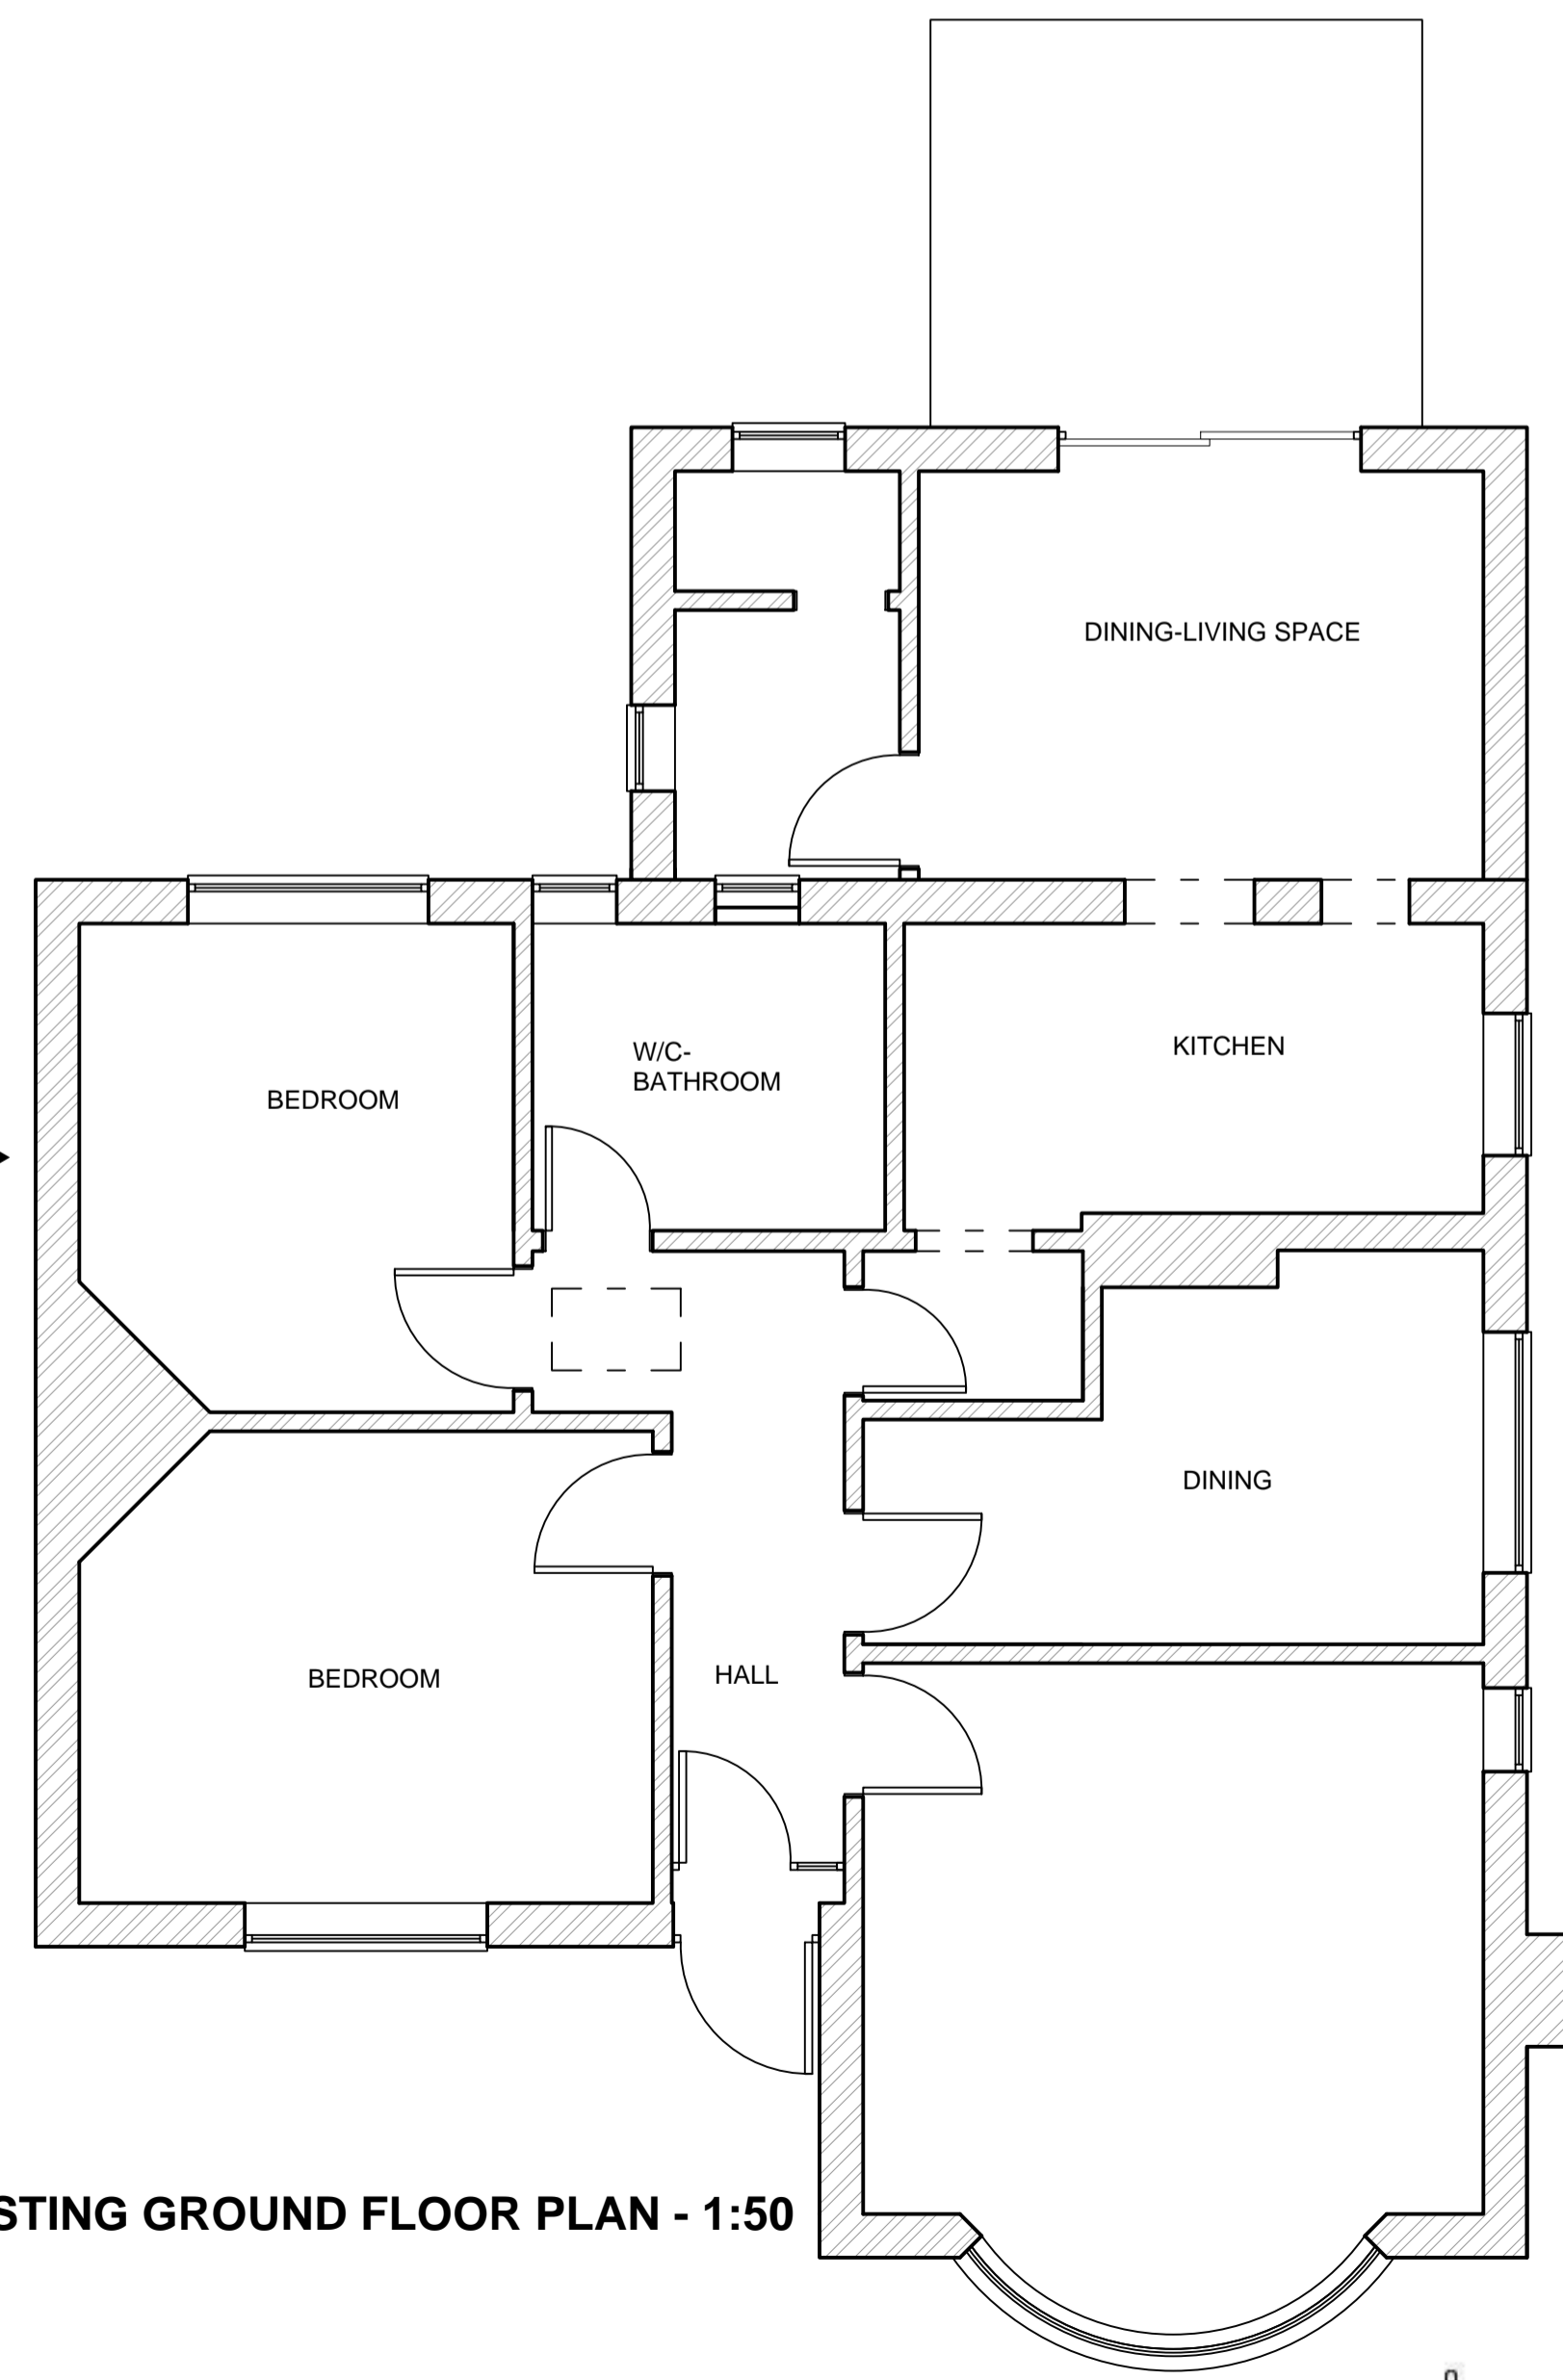 DINING-LIVING SPACE
KITCHEN
W/C-
BATHROOM
BEDROOM
DINING
HALL
BEDROOM
STING GROUND FLOOR PLAN - 1:50